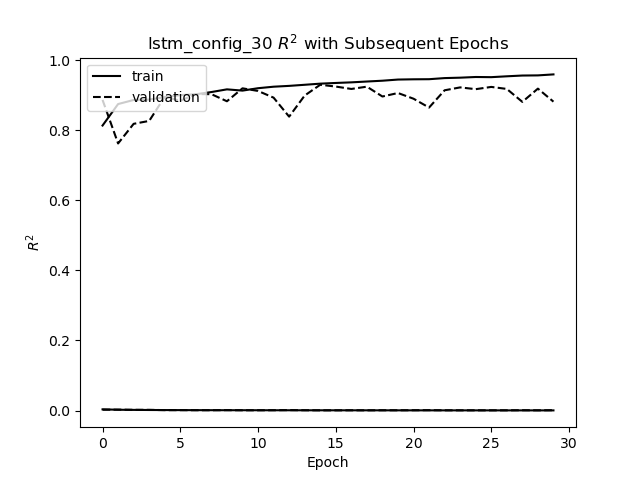 lstm_config_30 $R^2$ with Subsequent Epochs
train
validation
1.0
0.8
0.6
0.4
0.2
0.0
$R^2$
0 5 10 15 20 25 30
Epoch